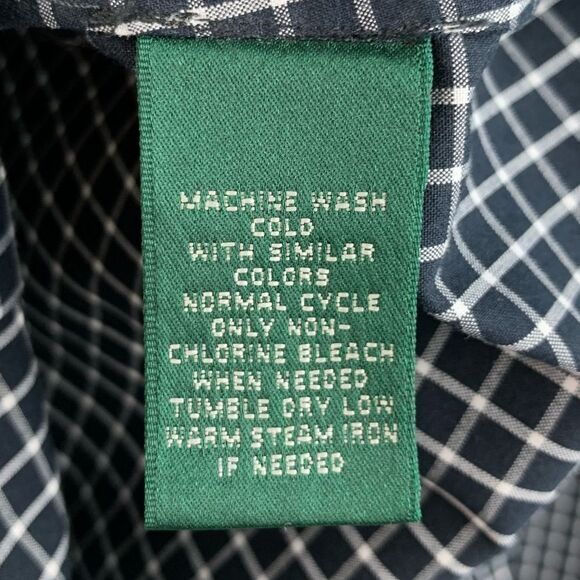 MACHINE WASH
COLD
WITH SIMILAR
COLORS
NORMAL CYCLE
ONLY NON-
CHLORINE BLEACH
WHEN NEEDED
TUMBLE DRY LOW
WARM STEAM IRON
IF NEEDED